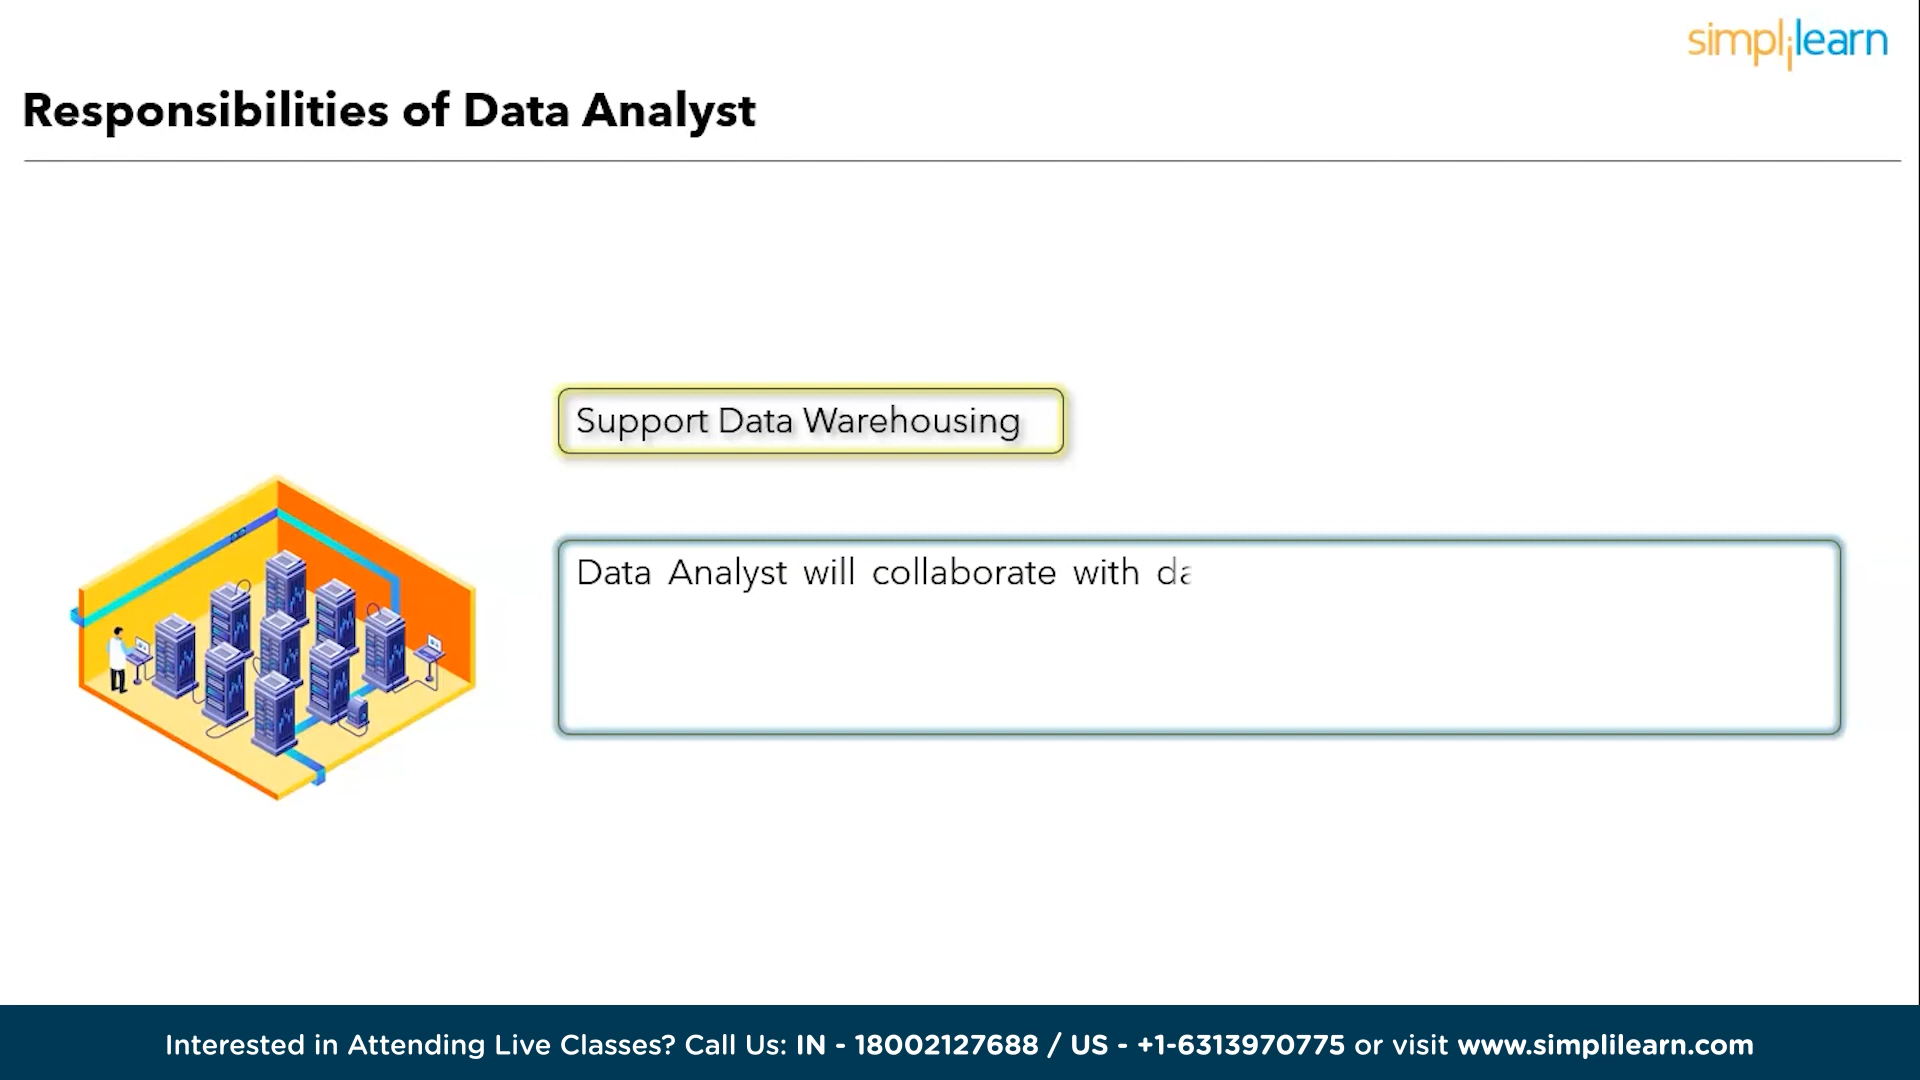 simplilearn
Responsibilities of Data Analyst
Support Data Warehousing
Data Analyst will collaborate with
Interested in Attending Live Classes? Call Us: IN - 18002127688 / US - +1-6313970775 or visit www.simplilearn.com